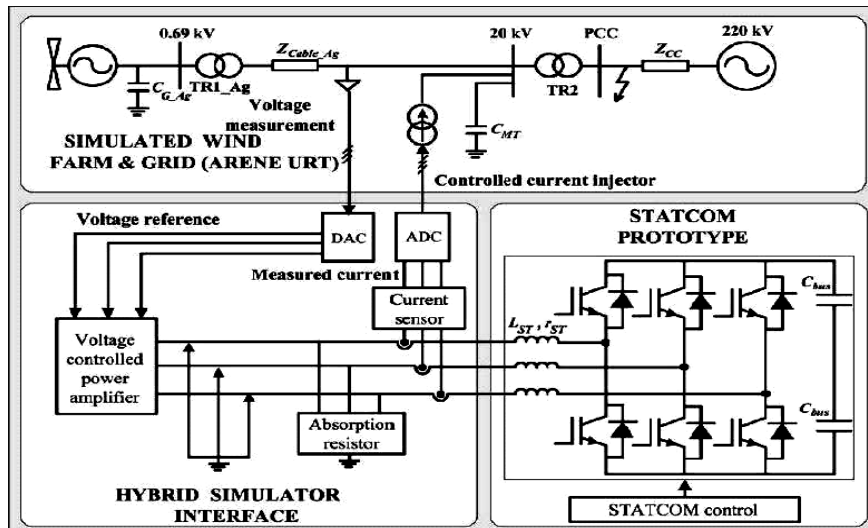 0.69 kV
Z_Cable_Ag
20 kV
PCC
Z_CC
220 kV
C_G_Ag
TR1_Ag
TR2
Voltage
measurement
C_MT
SIMULATED WIND
FARM & GRID (ARENE URT)
Controlled current injector
Voltage reference
DAC
ADC
Measured current
Current
sensor
Voltage
controlled
power
amplifier
Absorption
resistor
HYBRID SIMULATOR
INTERFACE
STATCOM
PROTOTYPE
L_ST , r_ST
C_bus
C_bus
STATCOM control